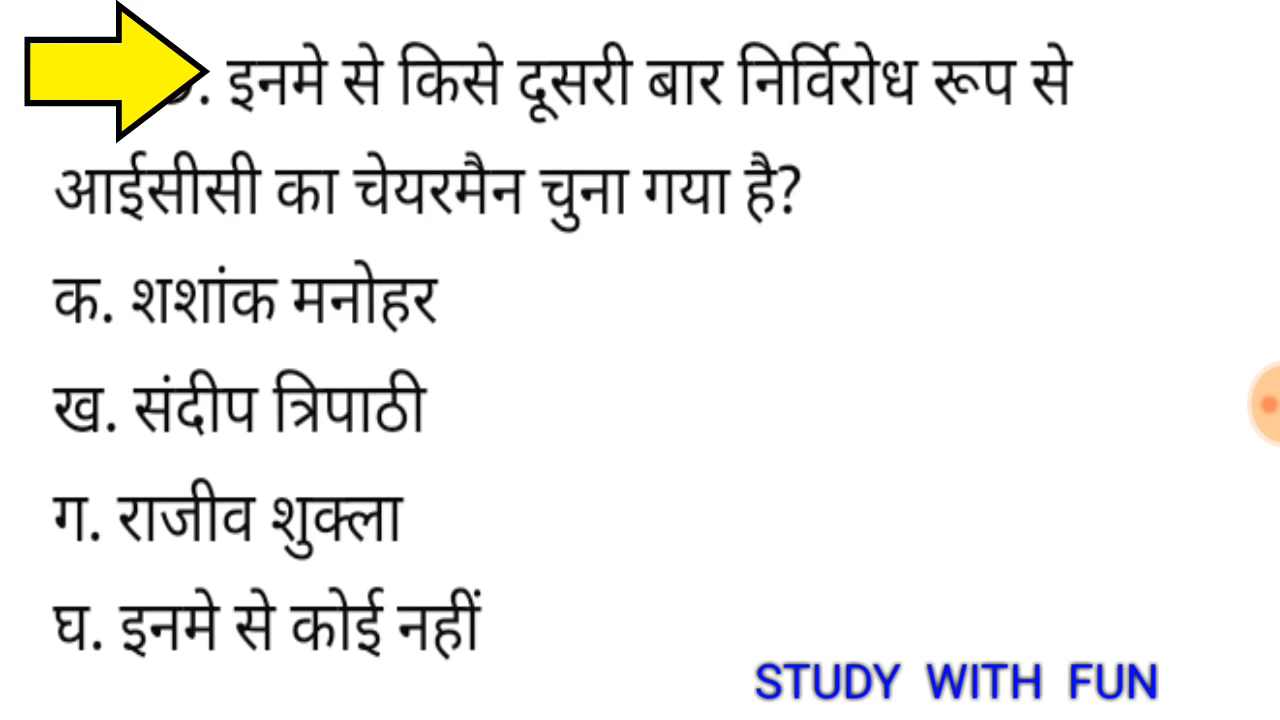 . इनमे से किसे दूसरी बार निर्विरोध रूप से
आईसीसी का चेयरमैन चुना गया है?
क. शशांक मनोहर
ख. संदीप त्रिपाठी
ग. राजीव शुक्ला
घ. इनमे से कोई नहीं
STUDY WITH FUN